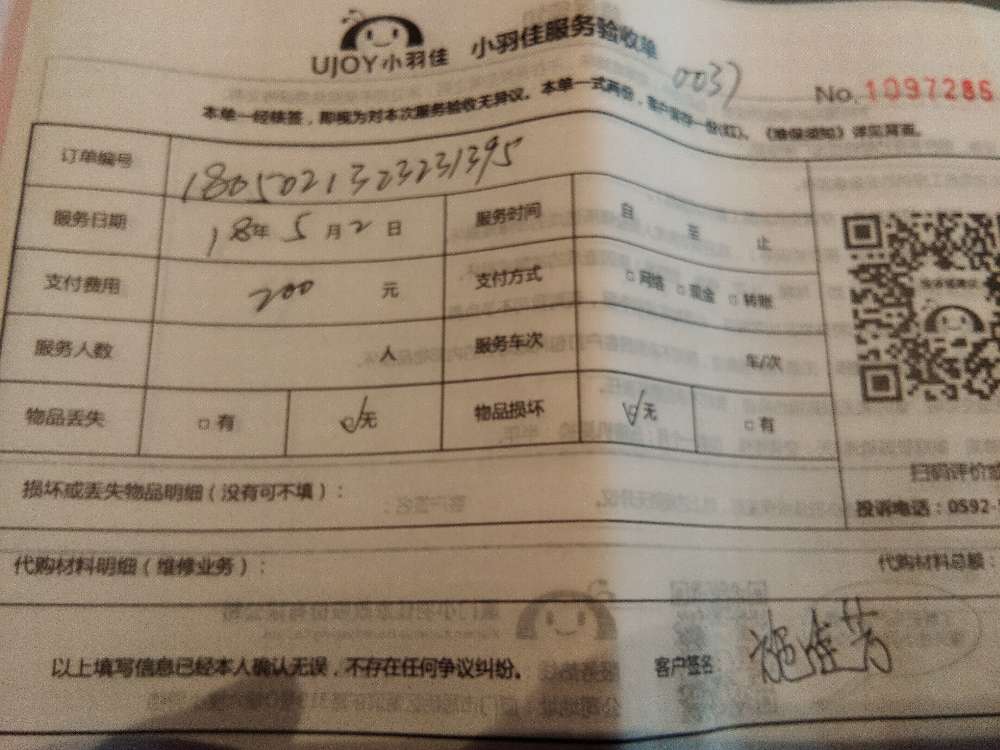 UJOY小羽佳 小羽佳服务验收单
0037 No.1097286
本单一经核签，即视为对本次服务验收无异议。本单一式两份，客户留存一份(红)。《维保须知》详见背面。
订单编号 1805021323231395
服务日期 18年 5月2日 服务时间 自 至 止
支付费用 200 元 支付方式 □网络 □现金 □转账
服务人数 人 服务车次 车/次
物品丢失 □有 ☑无 物品损坏 ☑无 □有
扫码评价或
损坏或丢失物品明细（没有可不填）：
投诉电话：0592-
代购材料明细（维修业务）： 代购材料总额：
以上填写信息已经本人确认无误，不存在任何争议纠纷。 客户签名 施佳芳